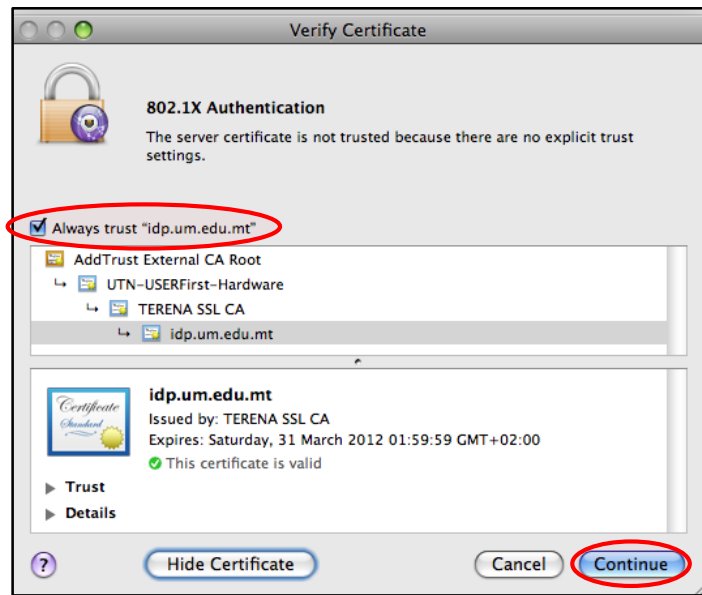 Verify Certificate
802.1X Authentication
The server certificate is not trusted because there are no explicit trust
settings.
Always trust “idp.um.edu.mt”
AddTrust External CA Root
UTN-USERFirst-Hardware
TERENA SSL CA
idp.um.edu.mt
Certificate
Standard
idp.um.edu.mt
Issued by: TERENA SSL CA
Expires: Saturday, 31 March 2012 01:59:59 GMT+02:00
This certificate is valid
Trust
Details
?
Hide Certificate
Cancel
Continue